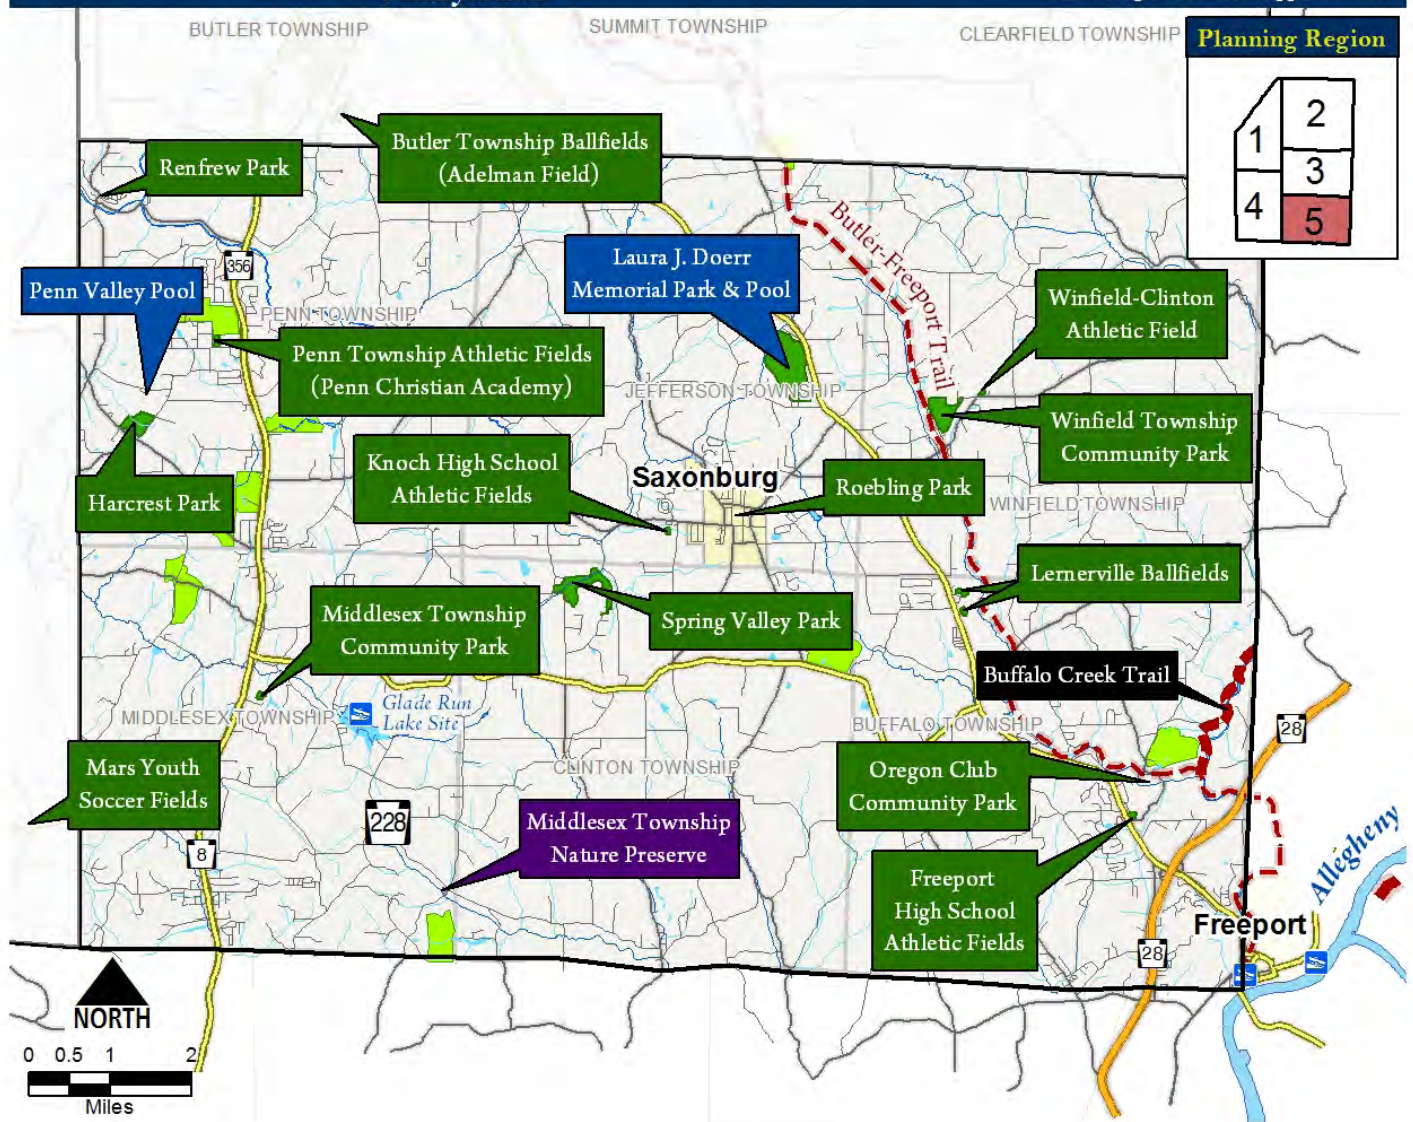 BUTLER TOWNSHIP
SUMMIT TOWNSHIP
CLEARFIELD TOWNSHIP
Planning Region
1
2
3
4
5
Butler Township Ballfields
(Adelman Field)
Renfrew Park
356
Penn Valley Pool
PENN TOWNSHIP
Laura J. Doerr
Memorial Park & Pool
Butler-Freeport Trail
Winfield-Clinton
Athletic Field
Penn Township Athletic Fields
(Penn Christian Academy)
JEFFERSON TOWNSHIP
Winfield Township
Community Park
Knoch High School
Athletic Fields
Saxonburg
Roebling Park
Harcrest Park
WINFIELD TOWNSHIP
Lernerville Ballfields
Middlesex Township
Community Park
Spring Valley Park
Buffalo Creek Trail
Glade Run
Lake Site
MIDDLESEX TOWNSHIP
BUFFALO TOWNSHIP
28
Mars Youth
Soccer Fields
CLINTON TOWNSHIP
Oregon Club
Community Park
228
Middlesex Township
Nature Preserve
8
Freeport
High School
Athletic Fields
Allegheny
Freeport
28
NORTH
0 0.5 1 2
Miles